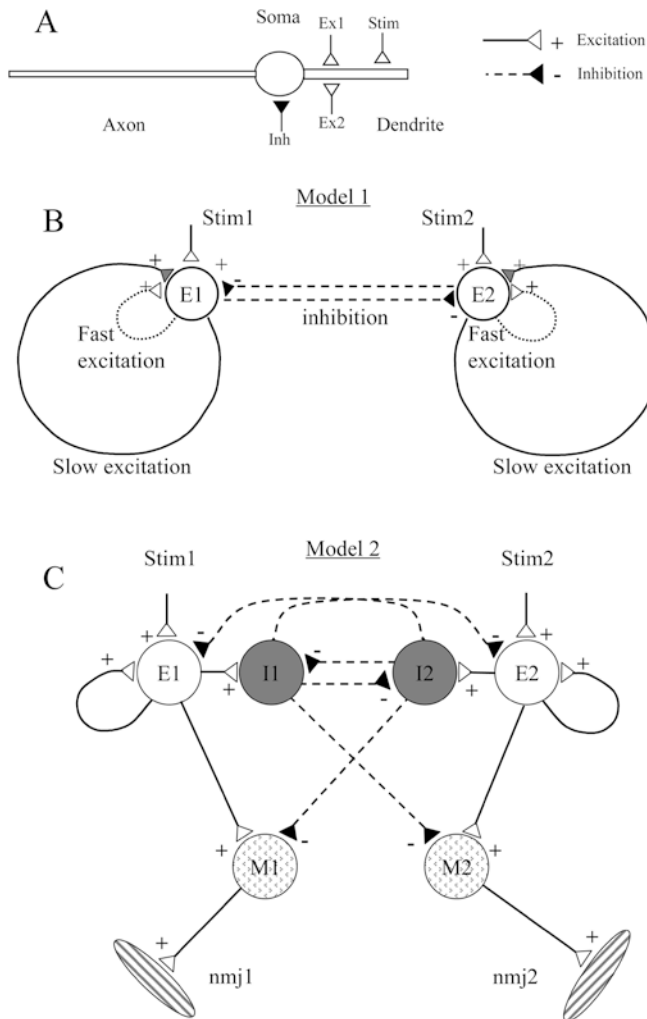 A
Soma
Ex1
Stim
Axon
Inh
Ex2
Dendrite
+ Excitation
- Inhibition
Model 1
B
Stim1
Stim2
+ + + -
E1
inhibition
+ + + -
E2
Fast
excitation
Fast
excitation
Slow excitation
Slow excitation
Model 2
C
Stim1
Stim2
+ - - +
+ E1 + I1 - - I2 + E2 +
+ - - +
M1
M2
+
+
nmj1
nmj2